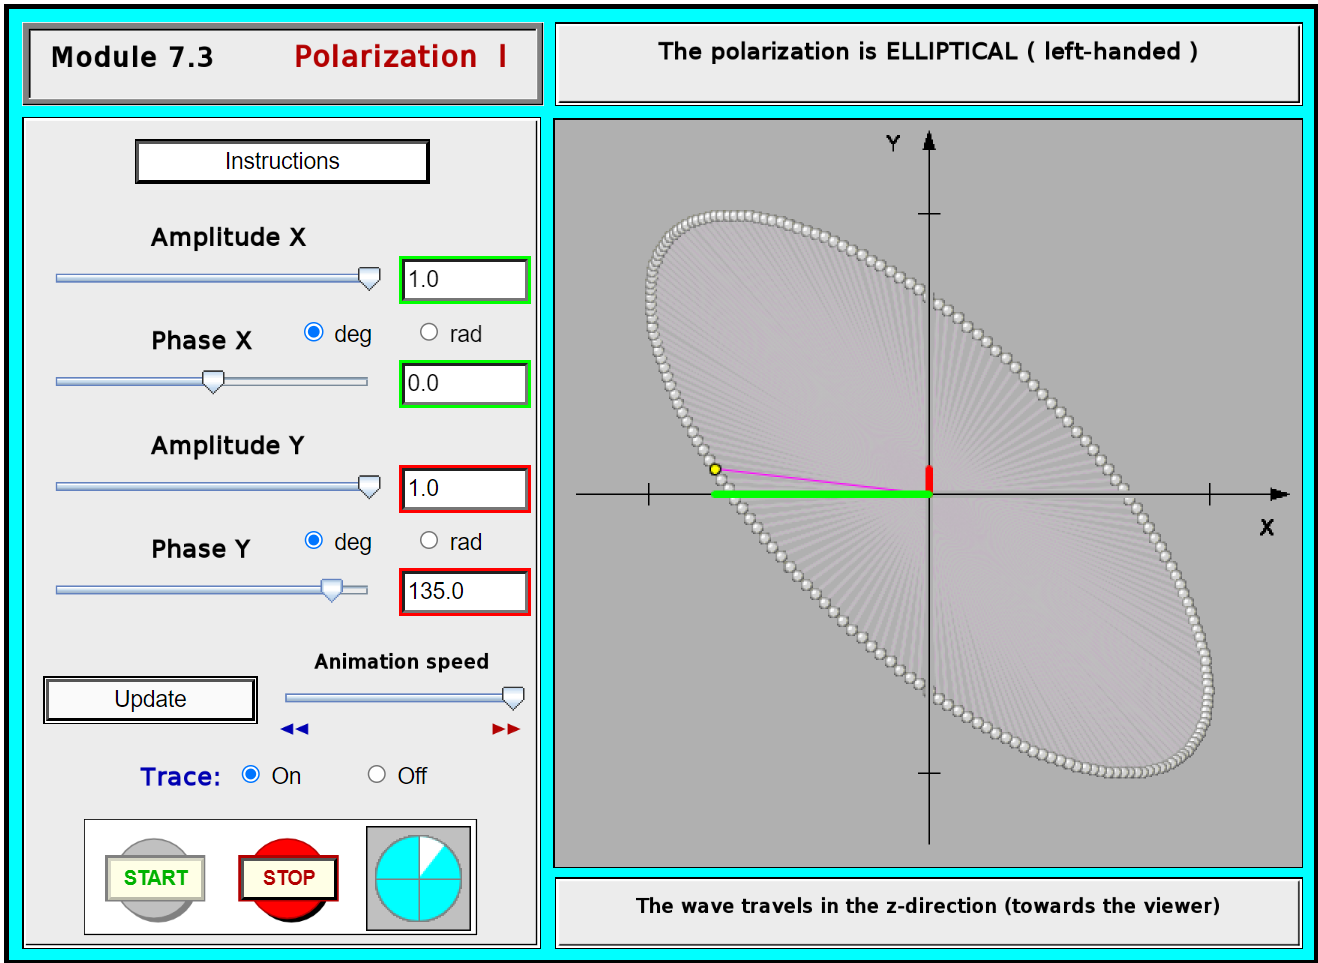 Module 7.3 Polarization I
The polarization is ELLIPTICAL ( left-handed )
Instructions
Amplitude X
1.0
Phase X
deg
rad
0.0
Amplitude Y
1.0
Phase Y
deg
rad
135.0
Animation speed
Update
Trace:
On
Off
START
STOP
Y
X
The wave travels in the z-direction (towards the viewer)